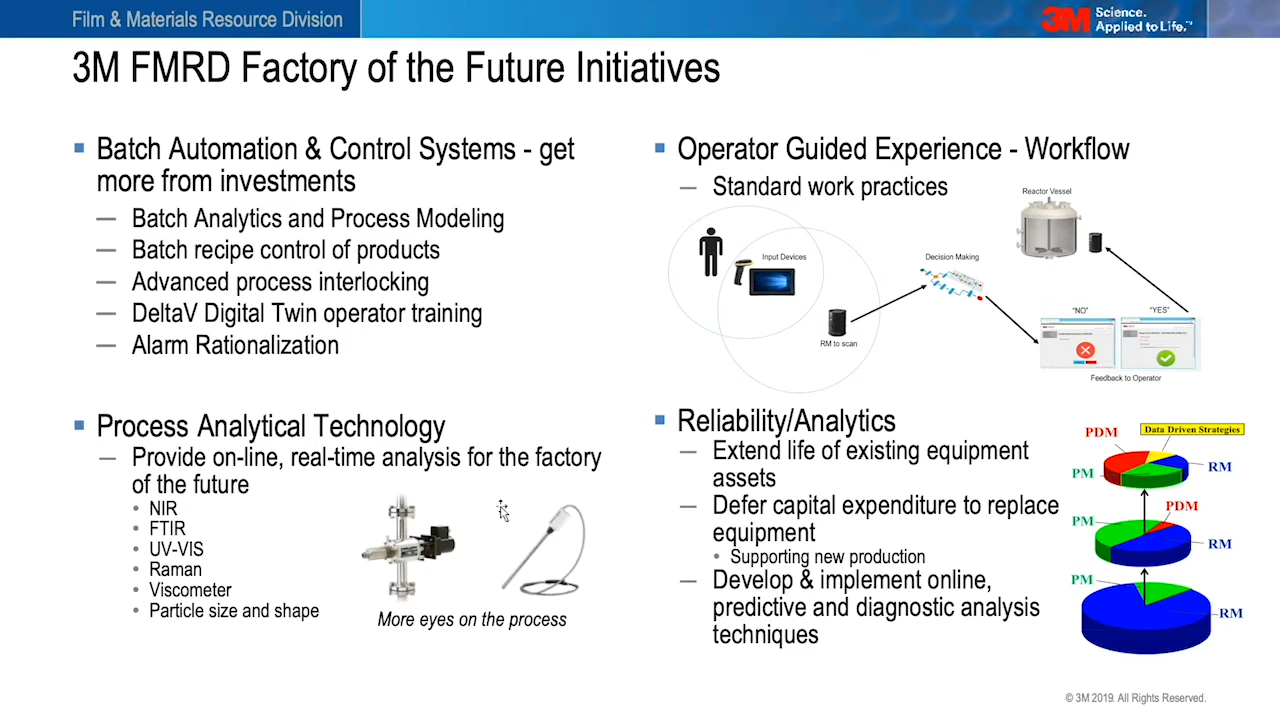 Film & Materials Resource Division
3M Science.
Applied to Life.™
3M FMRD Factory of the Future Initiatives
Batch Automation & Control Systems - get
more from investments
Batch Analytics and Process Modeling
Batch recipe control of products
Advanced process interlocking
DeltaV Digital Twin operator training
Alarm Rationalization
Process Analytical Technology
Provide on-line, real-time analysis for the factory
of the future
NIR
FTIR
UV-VIS
Raman
Viscometer
Particle size and shape
More eyes on the process
Operator Guided Experience - Workflow
Standard work practices
Reactor Vessel
Input Devices
Decision Making
RM to scan
"NO"
"YES"
Feedback to Operator
Reliability/Analytics
Extend life of existing equipment
assets
Defer capital expenditure to replace
equipment
Supporting new production
Develop & implement online,
predictive and diagnostic analysis
techniques
Data Driven Strategies
PDM
PM
RM
PDM
PM
RM
PM
RM
© 3M 2019. All Rights Reserved.